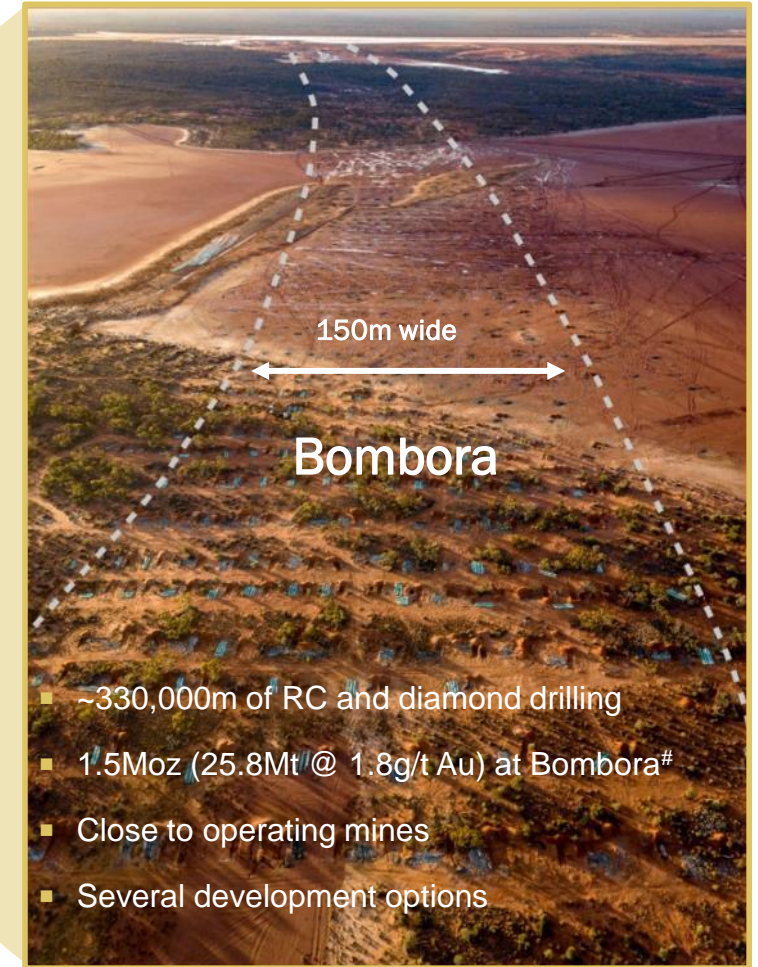 150m wide
Bombora
▪ ~330,000m of RC and diamond drilling
▪ 1.5Moz (25.8Mt @ 1.8g/t Au) at Bombora#
▪ Close to operating mines
▪ Several development options